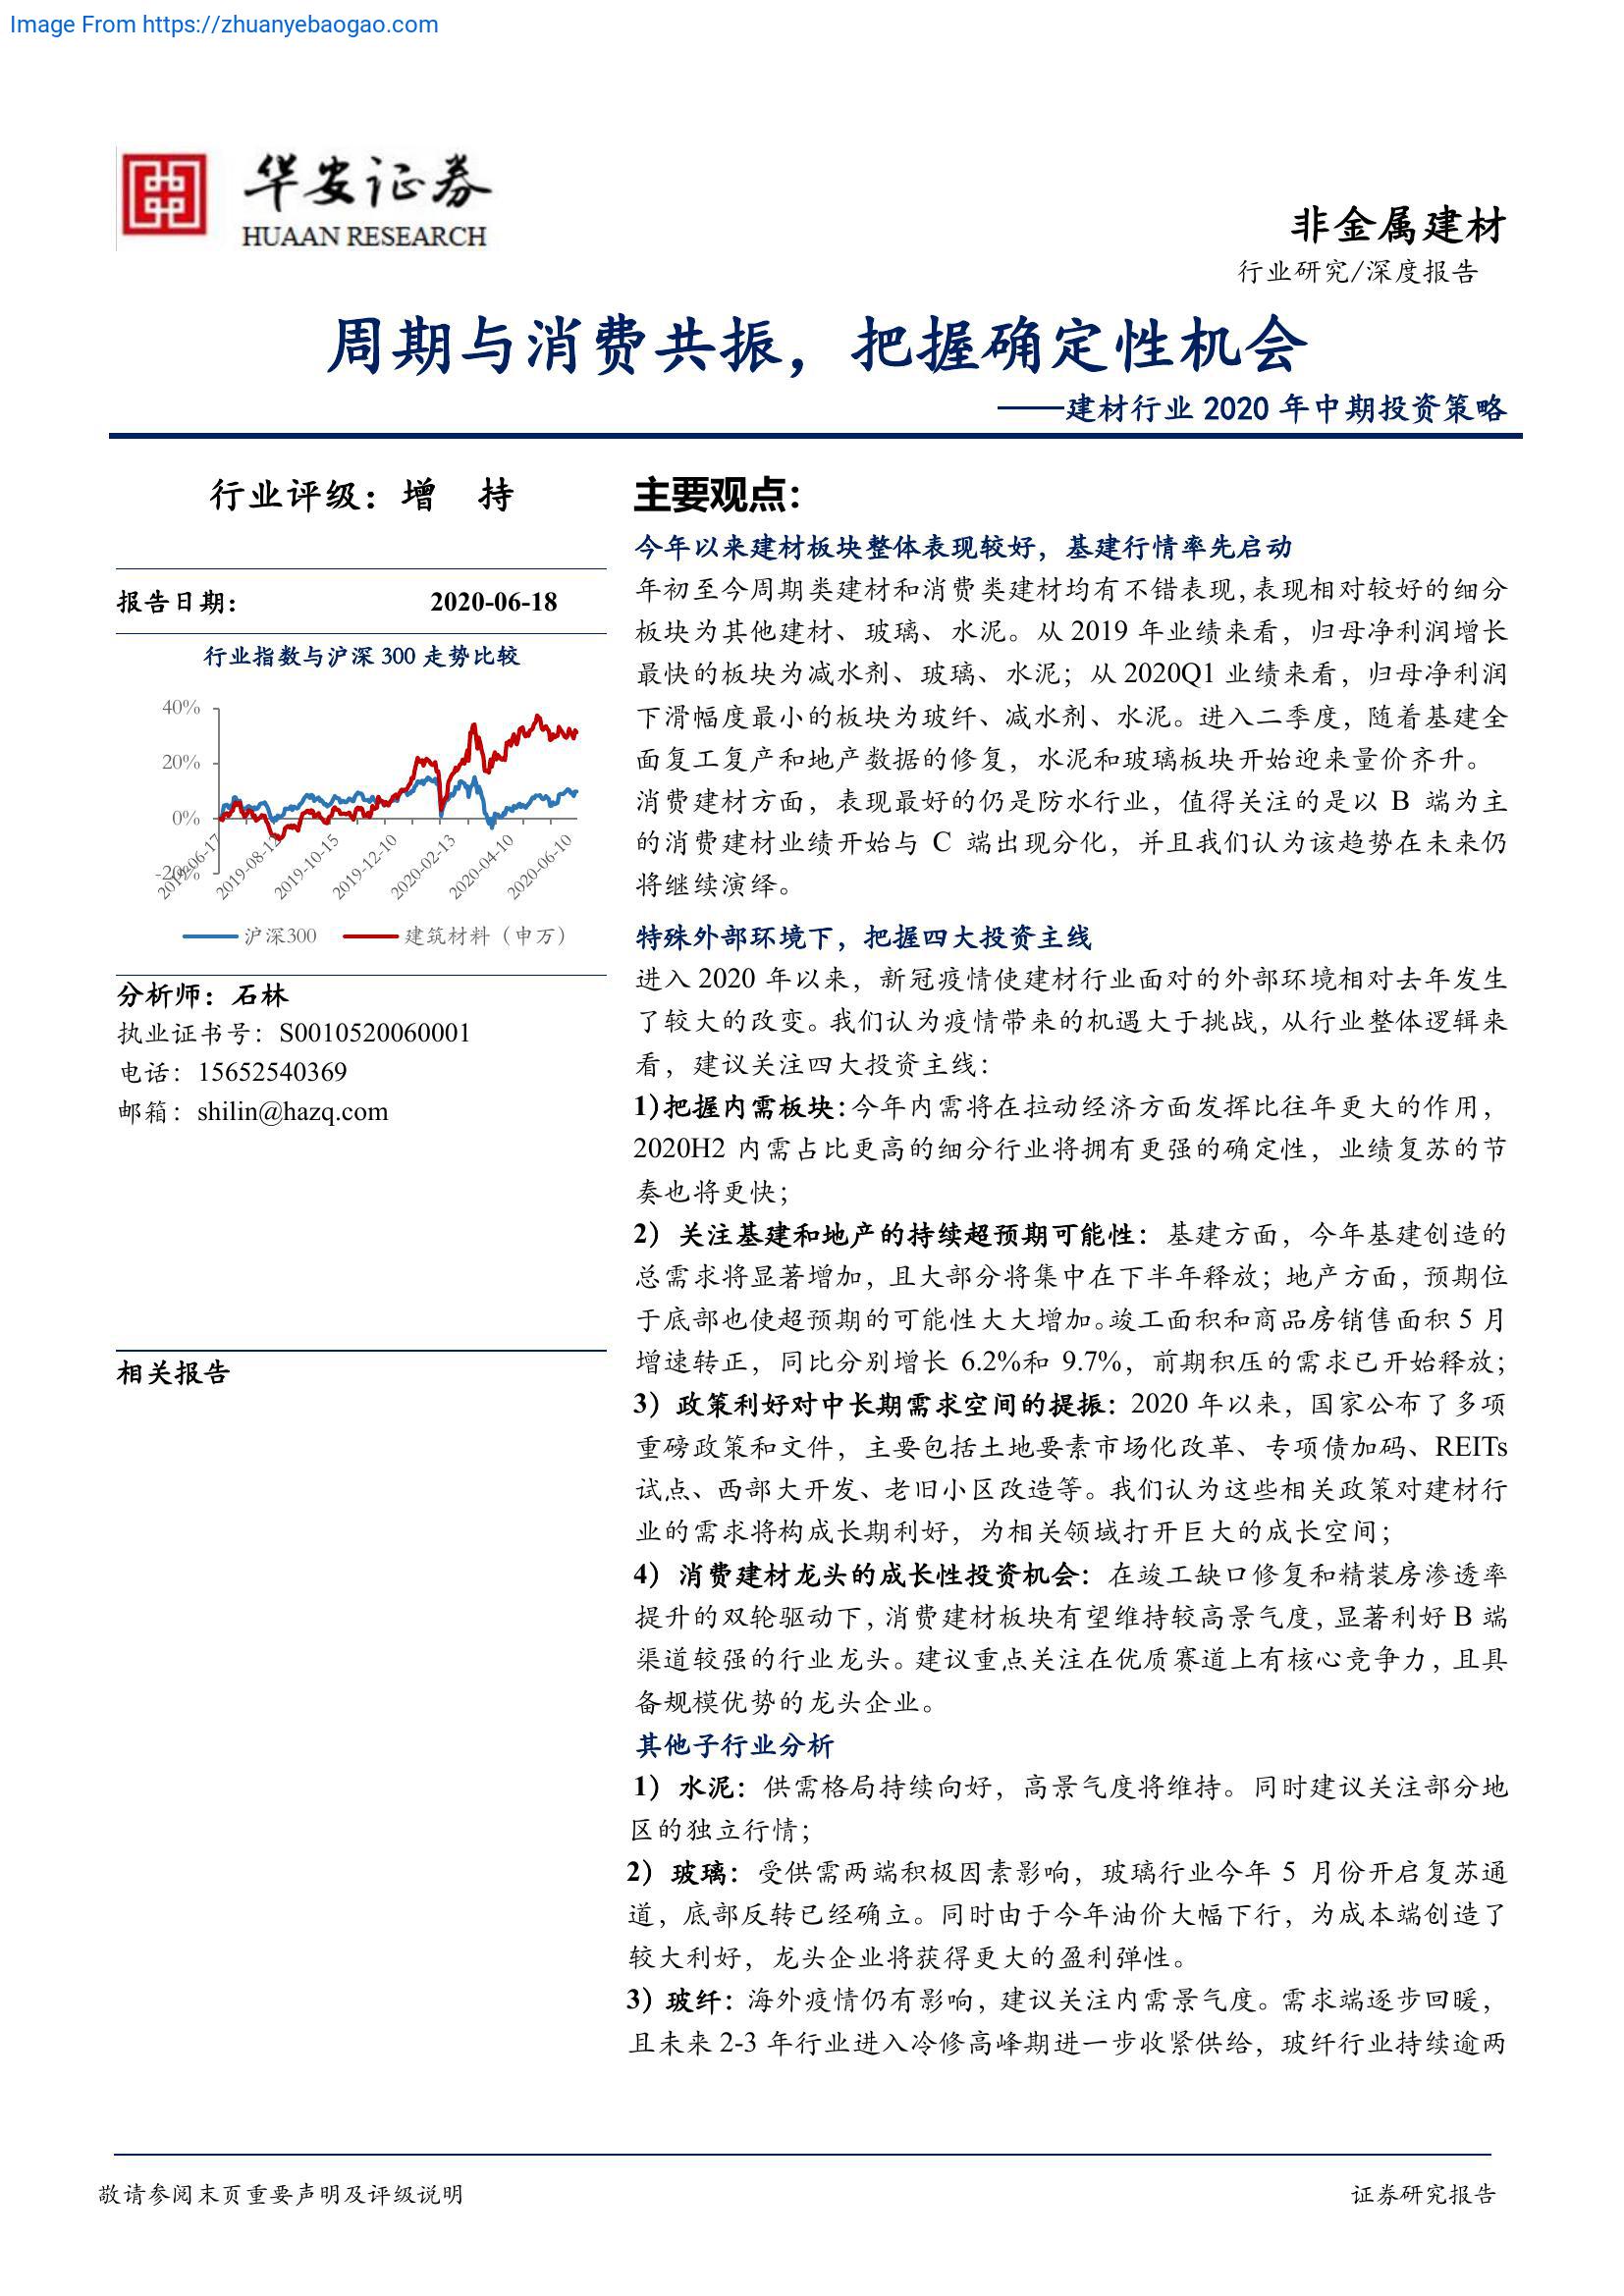 Image From https://zhuanyebaogao.com
华安证券
HUAAN RESEARCH
非金属建材
行业研究/深度报告
周期与消费共振，把握确定性机会
——建材行业 2020 年中期投资策略
行业评级：增 持
报告日期：
2020-06-18
行业指数与沪深 300 走势比较
40%
20%
0%
-20%
2019-06-17
2019-08-12
2019-10-15
2019-12-10
2020-02-13
2020-04-10
2020-06-10
沪深300
建筑材料（申万）
分析师：石林
执业证书号：S0010520060001
电话：15652540369
邮箱：shilin@hazq.com
相关报告
主要观点：
今年以来建材板块整体表现较好，基建行情率先启动
年初至今周期类建材和消费类建材均有不错表现，表现相对较好的细分
板块为其他建材、玻璃、水泥。从 2019 年业绩来看，归母净利润增长
最快的板块为减水剂、玻璃、水泥；从 2020Q1 业绩来看，归母净利润
下滑幅度最小的板块为玻纤、减水剂、水泥。进入二季度，随着基建全
面复工复产和地产数据的修复，水泥和玻璃板块开始迎来量价齐升。
消费建材方面，表现最好的仍是防水行业，值得关注的是以 B 端为主
的消费建材业绩开始与 C 端出现分化，并且我们认为该趋势在未来仍
将继续演绎。
特殊外部环境下，把握四大投资主线
进入 2020 年以来，新冠疫情使建材行业面对的外部环境相对去年发生
了较大的改变。我们认为疫情带来的机遇大于挑战，从行业整体逻辑来
看，建议关注四大投资主线：
1)把握内需板块：今年内需将在拉动经济方面发挥比往年更大的作用，
2020H2 内需占比更高的细分行业将拥有更强的确定性，业绩复苏的节
奏也将更快；
2）关注基建和地产的持续超预期可能性：基建方面，今年基建创造的
总需求将显著增加，且大部分将集中在下半年释放；地产方面，预期位
于底部也使超预期的可能性大大增加。竣工面积和商品房销售面积 5 月
增速转正，同比分别增长 6.2%和 9.7%，前期积压的需求已开始释放；
3）政策利好对中长期需求空间的提振：2020 年以来，国家公布了多项
重磅政策和文件，主要包括土地要素市场化改革、专项债加码、REITs
试点、西部大开发、老旧小区改造等。我们认为这些相关政策对建材行
业的需求将构成长期利好，为相关领域打开巨大的成长空间；
4）消费建材龙头的成长性投资机会：在竣工缺口修复和精装房渗透率
提升的双轮驱动下，消费建材板块有望维持较高景气度，显著利好 B 端
渠道较强的行业龙头。建议重点关注在优质赛道上有核心竞争力，且具
备规模优势的龙头企业。
其他子行业分析
1）水泥：供需格局持续向好，高景气度将维持。同时建议关注部分地
区的独立行情；
2）玻璃：受供需两端积极因素影响，玻璃行业今年 5 月份开启复苏通
道，底部反转已经确立。同时由于今年油价大幅下行，为成本端创造了
较大利好，龙头企业将获得更大的盈利弹性。
3）玻纤：海外疫情仍有影响，建议关注内需景气度。需求端逐步回暖，
且未来 2-3 年行业进入冷修高峰期进一步收紧供给，玻纤行业持续逾两
敬请参阅末页重要声明及评级说明
证券研究报告